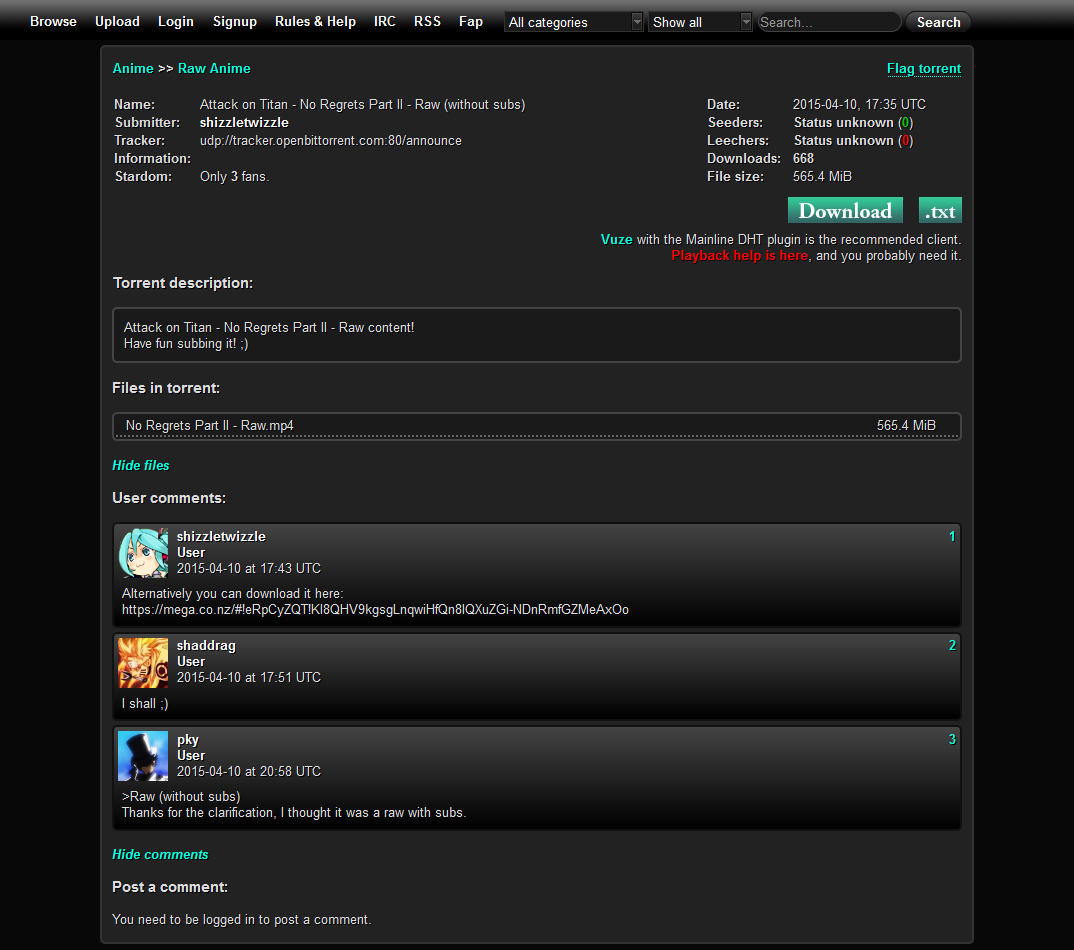 Browse Upload Login Signup Rules & Help IRC RSS Fap All categories Show all Search... Search
Anime >> Raw Anime Flag torrent
Name: Attack on Titan - No Regrets Part II - Raw (without subs) Date: 2015-04-10, 17:35 UTC
Submitter: shizzletwizzle Seeders: Status unknown (0)
Tracker: udp://tracker.openbittorrent.com:80/announce Leechers: Status unknown (0)
Information: Downloads: 668
Stardom: Only 3 fans. File size: 565.4 MiB
Download .txt
Vuze with the Mainline DHT plugin is the recommended client.
Playback help is here, and you probably need it.
Torrent description:
Attack on Titan - No Regrets Part II - Raw content!
Have fun subbing it! ;)
Files in torrent:
No Regrets Part II - Raw.mp4 565.4 MiB
Hide files
User comments:
shizzletwizzle 1
User
2015-04-10 at 17:43 UTC
Alternatively you can download it here:
https://mega.co.nz/#!eRpCyZQT!KI8QHV9kgsgLnqwiHfQn8lQXuZGi-NDnRmfGZMeAxOo
shaddrag 2
User
2015-04-10 at 17:51 UTC
I shall ;)
pky 3
User
2015-04-10 at 20:58 UTC
>Raw (without subs)
Thanks for the clarification, I thought it was a raw with subs.
Hide comments
Post a comment:
You need to be logged in to post a comment.